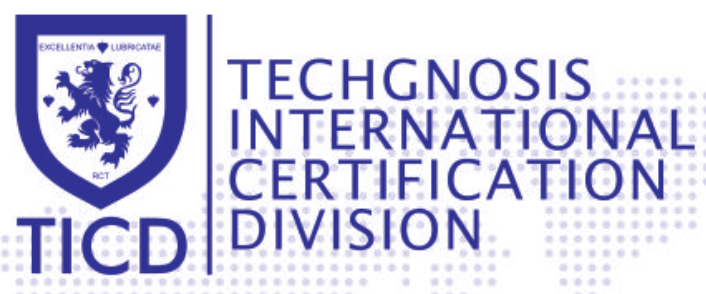 EXCELLENTIA LUBRICATAE
RCT
TICD
TECHGNOSIS
INTERNATIONAL
CERTIFICATION
DIVISION